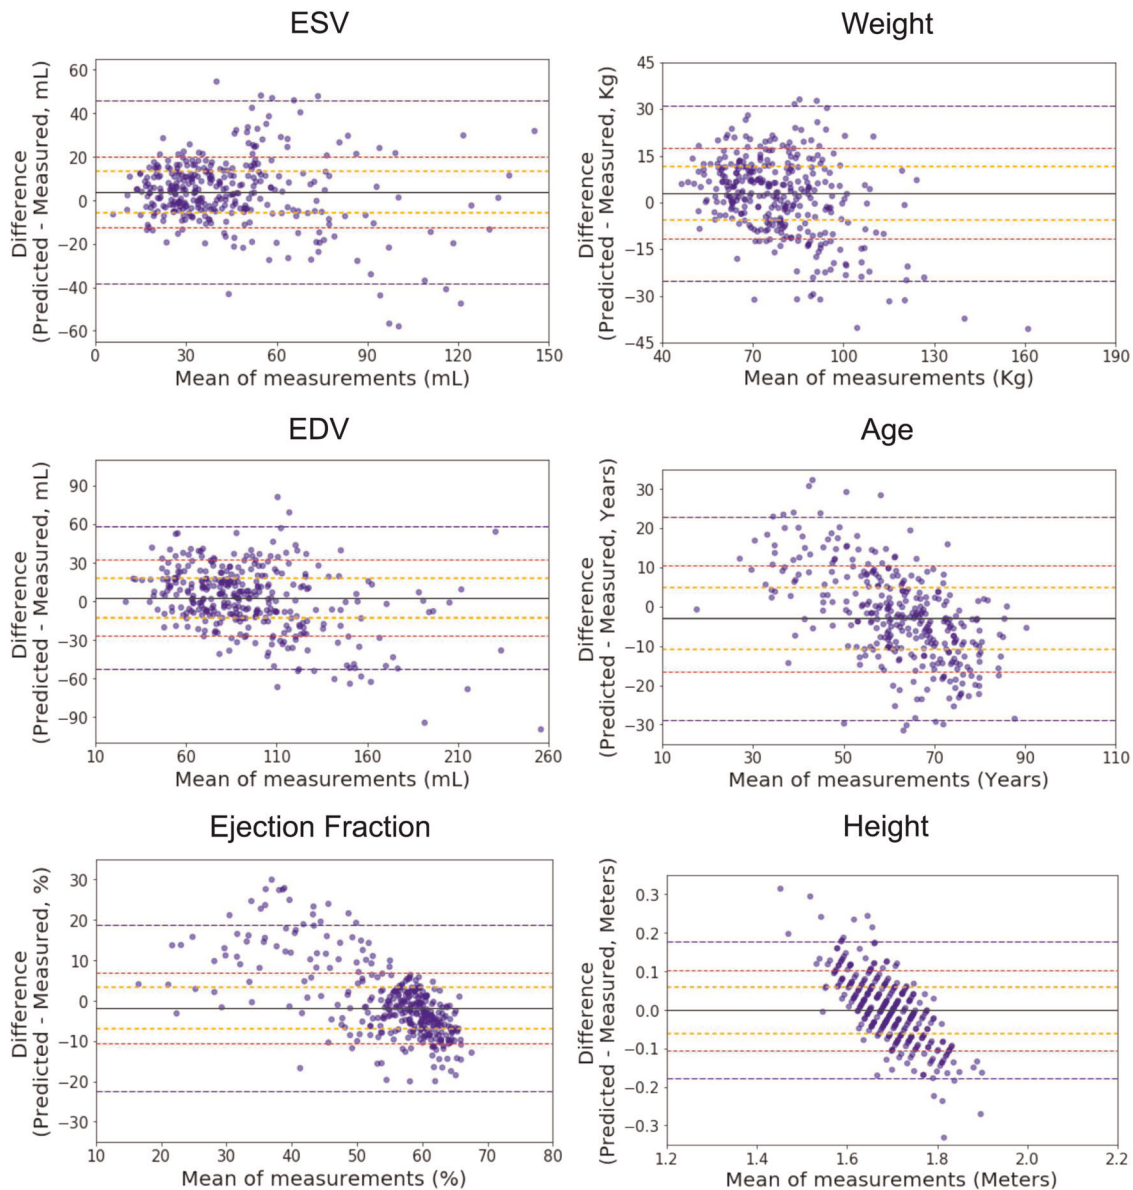 ESV
Difference
(Predicted - Measured, mL)
60
40
20
0
−20
−40
−60
0 30 60 90 120 150
Mean of measurements (mL)
Weight
Difference
(Predicted - Measured, Kg)
45
30
15
0
−15
−30
−45
40 70 100 130 160 190
Mean of measurements (Kg)
EDV
Difference
(Predicted - Measured, mL)
90
60
30
0
−30
−60
−90
10 60 110 160 210 260
Mean of measurements (mL)
Age
Difference
(Predicted - Measured, Years)
30
20
10
0
−10
−20
−30
10 30 50 70 90 110
Mean of measurements (Years)
Ejection Fraction
Difference
(Predicted - Measured, %)
30
20
10
0
−10
−20
−30
10 20 30 40 50 60 70 80
Mean of measurements (%)
Height
Difference
(Predicted - Measured, Meters)
0.3
0.2
0.1
0.0
−0.1
−0.2
−0.3
1.2 1.4 1.6 1.8 2.0 2.2
Mean of measurements (Meters)